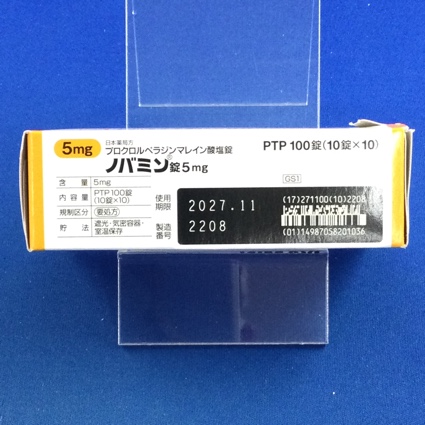 5mg
日本薬局方
プロクロルペラジンマレイン酸塩錠
ノバミン®錠5mg
PTP 100錠(10錠×10)
含量 5mg
内容量 PTP 100錠
(10錠×10)
規制区分 処方
貯法 遮光・気密容器・
室温保存
使用
期限 2027.11
製造
番号 2208
GS1
(17)271100(10)2208
(01)14987058201036